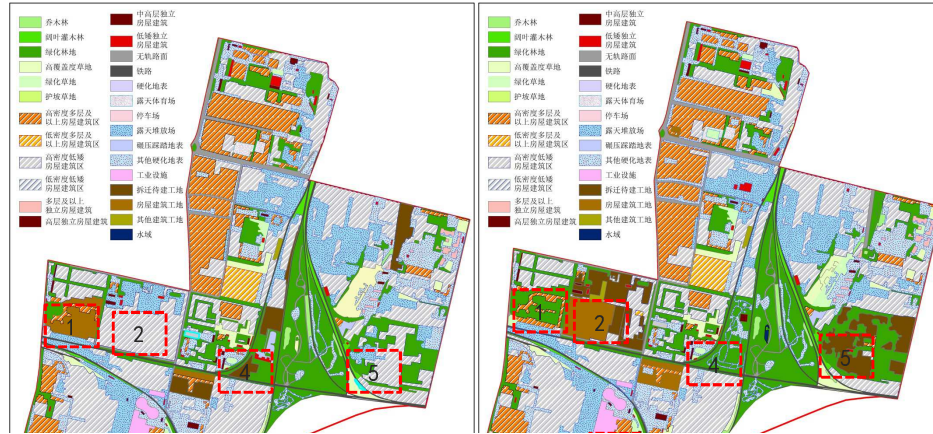 乔木林
阔叶灌木林
绿化林地
高覆盖度草地
绿化草地
护坡草地
高密度多层及
以上房屋建筑区
低密度多层及
以上房屋建筑区
高密度低矮
房屋建筑区
低密度低矮
房屋建筑区
多层及以上
独立房屋建筑
高层独立房屋建筑
中高层独立
房屋建筑
低矮独立
房屋建筑
无轨路面
铁路
硬化地表
露天体育场
停车场
露天堆放场
碾压踩踏地表
其他硬化地表
工业设施
拆迁待建工地
房屋建筑工地
其他建筑工地
水域
1
2
4
5
乔木林
阔叶灌木林
绿化林地
高覆盖度草地
绿化草地
护坡草地
高密度多层及
以上房屋建筑区
低密度多层及
以上房屋建筑区
高密度低矮
房屋建筑区
低密度低矮
房屋建筑区
多层及以上
独立房屋建筑
高层独立房屋建筑
中高层独立
房屋建筑
低矮独立
房屋建筑
无轨路面
铁路
硬化地表
露天体育场
停车场
露天堆放场
碾压踩踏地表
其他硬化地表
工业设施
拆迁待建工地
房屋建筑工地
其他建筑工地
水域
1
2
4
5